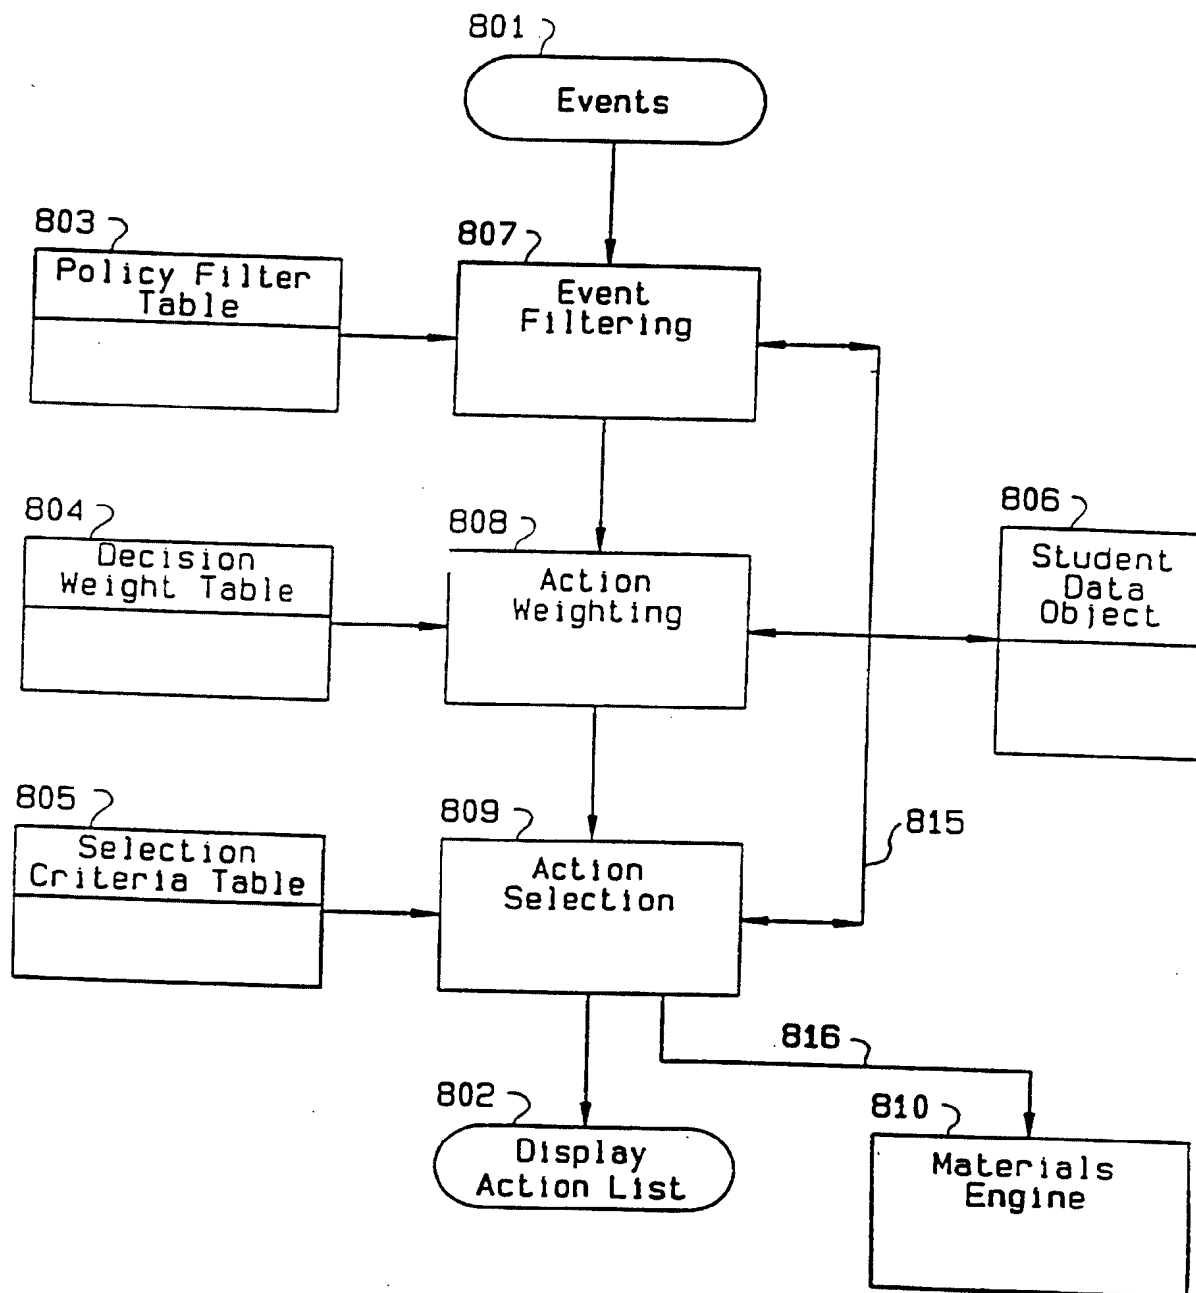 801
Events
803
Policy Filter
Table
807
Event
Filtering
804
Decision
Weight Table
808
Action
Weighting
806
Student
Data
Object
805
Selection
Criteria Table
809
Action
Selection
815
816
802
Display
Action List
810
Materials
Engine